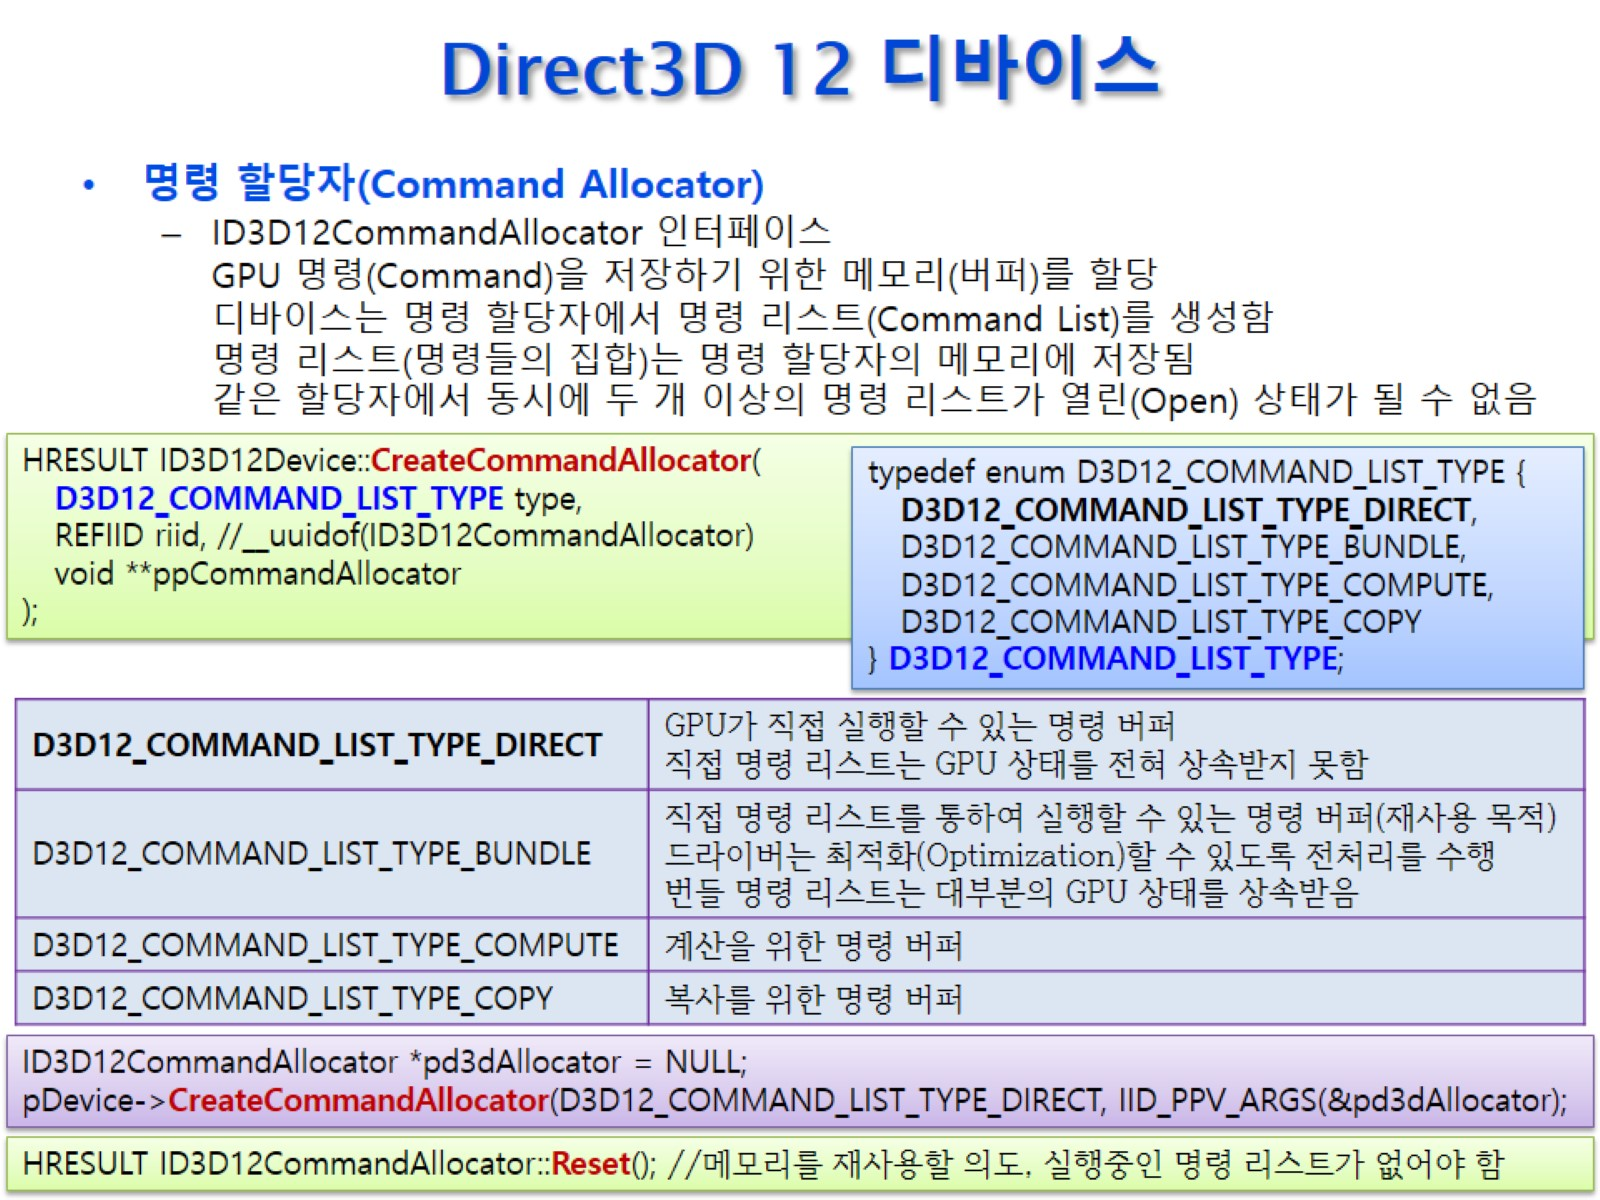 Direct3D 12 디바이스
• 명령 할당자(Command Allocator)
– ID3D12CommandAllocator 인터페이스
GPU 명령(Command)을 저장하기 위한 메모리(버퍼)를 할당
디바이스는 명령 할당자에서 명령 리스트(Command List)를 생성함
명령 리스트(명령들의 집합)는 명령 할당자의 메모리에 저장됨
같은 할당자에서 동시에 두 개 이상의 명령 리스트가 열린(Open) 상태가 될 수 없음
HRESULT ID3D12Device::CreateCommandAllocator(
D3D12_COMMAND_LIST_TYPE type,
REFIID riid, //__uuidof(ID3D12CommandAllocator)
void **ppCommandAllocator
);
typedef enum D3D12_COMMAND_LIST_TYPE {
D3D12_COMMAND_LIST_TYPE_DIRECT,
D3D12_COMMAND_LIST_TYPE_BUNDLE,
D3D12_COMMAND_LIST_TYPE_COMPUTE,
D3D12_COMMAND_LIST_TYPE_COPY
} D3D12_COMMAND_LIST_TYPE;
D3D12_COMMAND_LIST_TYPE_DIRECT
GPU가 직접 실행할 수 있는 명령 버퍼
직접 명령 리스트는 GPU 상태를 전혀 상속받지 못함
D3D12_COMMAND_LIST_TYPE_BUNDLE
직접 명령 리스트를 통하여 실행할 수 있는 명령 버퍼(재사용 목적)
드라이버는 최적화(Optimization)할 수 있도록 전처리를 수행
번들 명령 리스트는 대부분의 GPU 상태를 상속받음
D3D12_COMMAND_LIST_TYPE_COMPUTE
계산을 위한 명령 버퍼
D3D12_COMMAND_LIST_TYPE_COPY
복사를 위한 명령 버퍼
ID3D12CommandAllocator *pd3dAllocator = NULL;
pDevice->CreateCommandAllocator(D3D12_COMMAND_LIST_TYPE_DIRECT, IID_PPV_ARGS(&pd3dAllocator);
HRESULT ID3D12CommandAllocator::Reset(); //메모리를 재사용할 의도, 실행중인 명령 리스트가 없어야 함